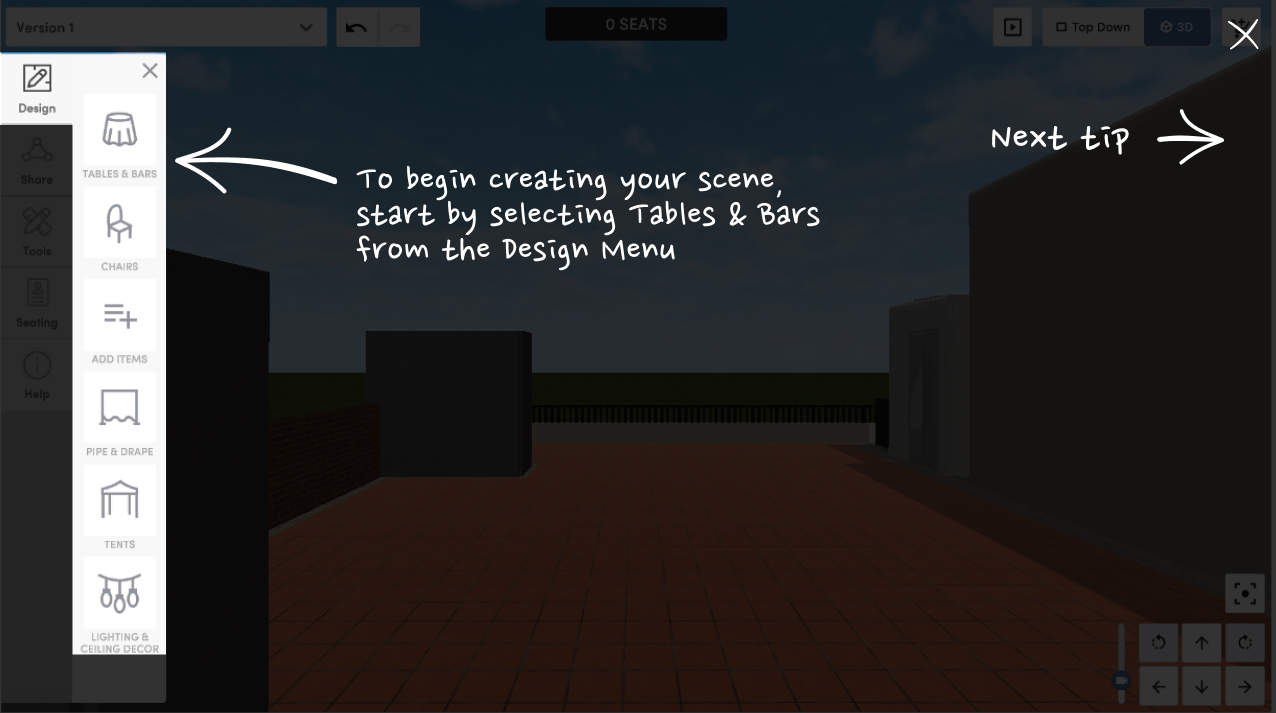 Version 1
0 SEATS
Top Down
3D
Design
Share
Tools
Seating
Help
TABLES & BARS
CHAIRS
ADD ITEMS
PIPE & DRAPE
TENTS
LIGHTING &
CEILING DECOR
To begin creating your scene,
start by selecting Tables & Bars
from the Design Menu
Next tip